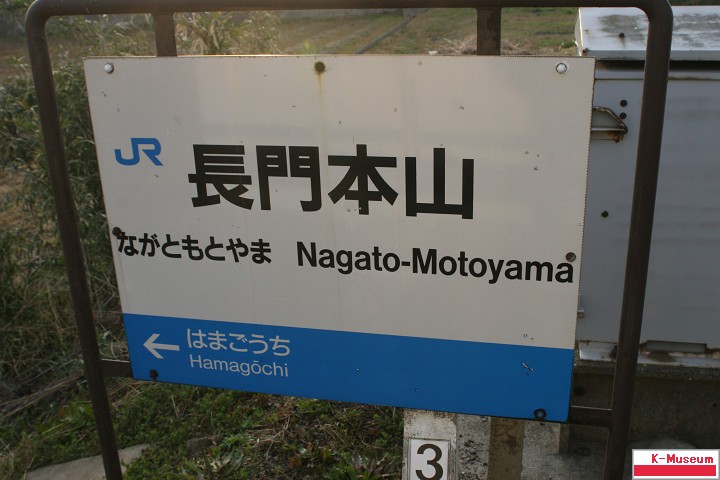 JR
長門本山
ながともとやま Nagato-Motoyama
← はまごうち
Hamagōchi
3
K-Museum